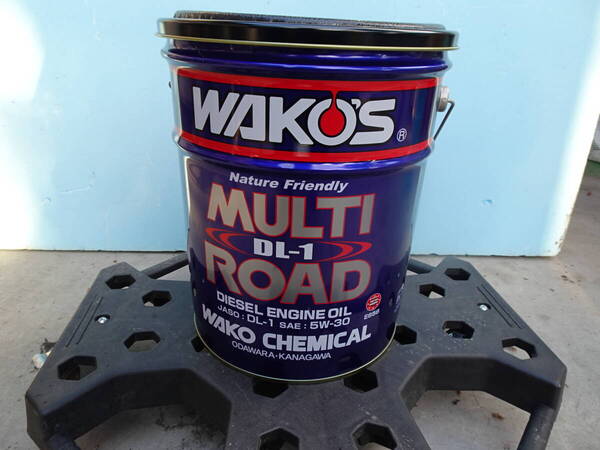 WAKO'S®
Nature Friendly
MULTI
DL-1
ROAD
DIESEL ENGINE OIL
JASO : DL-1 SAE : 5W-30
WAKO CHEMICAL
ODAWARA・KANAGAWA